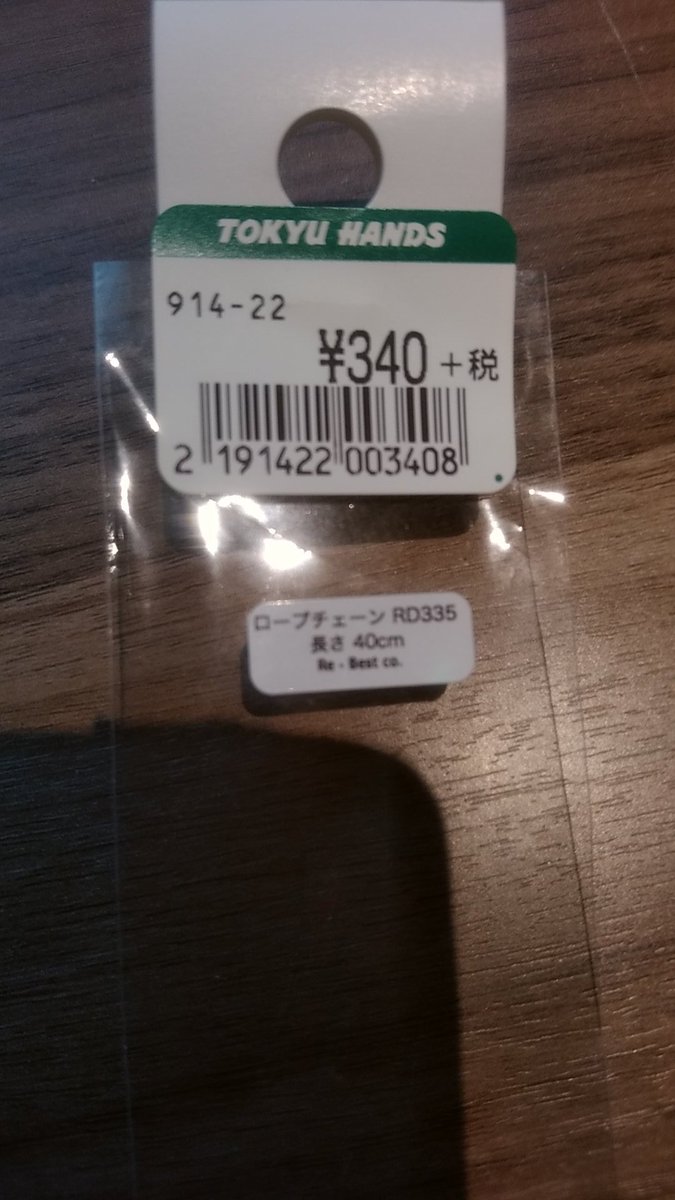 TOKYU HANDS
914-22
¥340 +税
2 191422 003408
ロープチェーン RD335
長さ 40cm
Re - Best co.